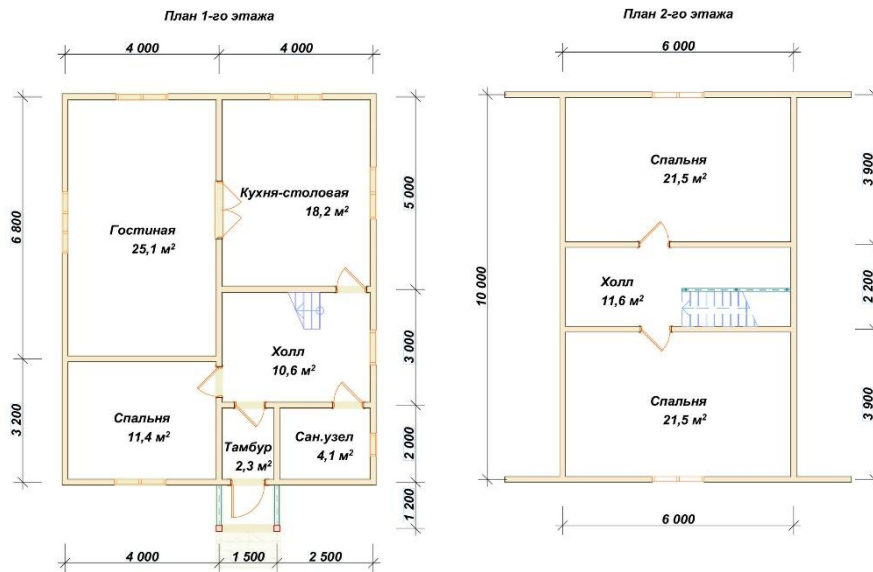 План 1-го этажа
4 000
4 000
6 800
3 200
Гостиная
25,1 м²
Кухня-столовая
18,2 м²
Холл
10,6 м²
Спальня
11,4 м²
Тамбур
2,3 м²
Сан.узел
4,1 м²
5 000
3 000
2 000
1 200
4 000
1 500
2 500
План 2-го этажа
6 000
10 000
Спальня
21,5 м²
Холл
11,6 м²
Спальня
21,5 м²
3 900
2 200
3 900
6 000